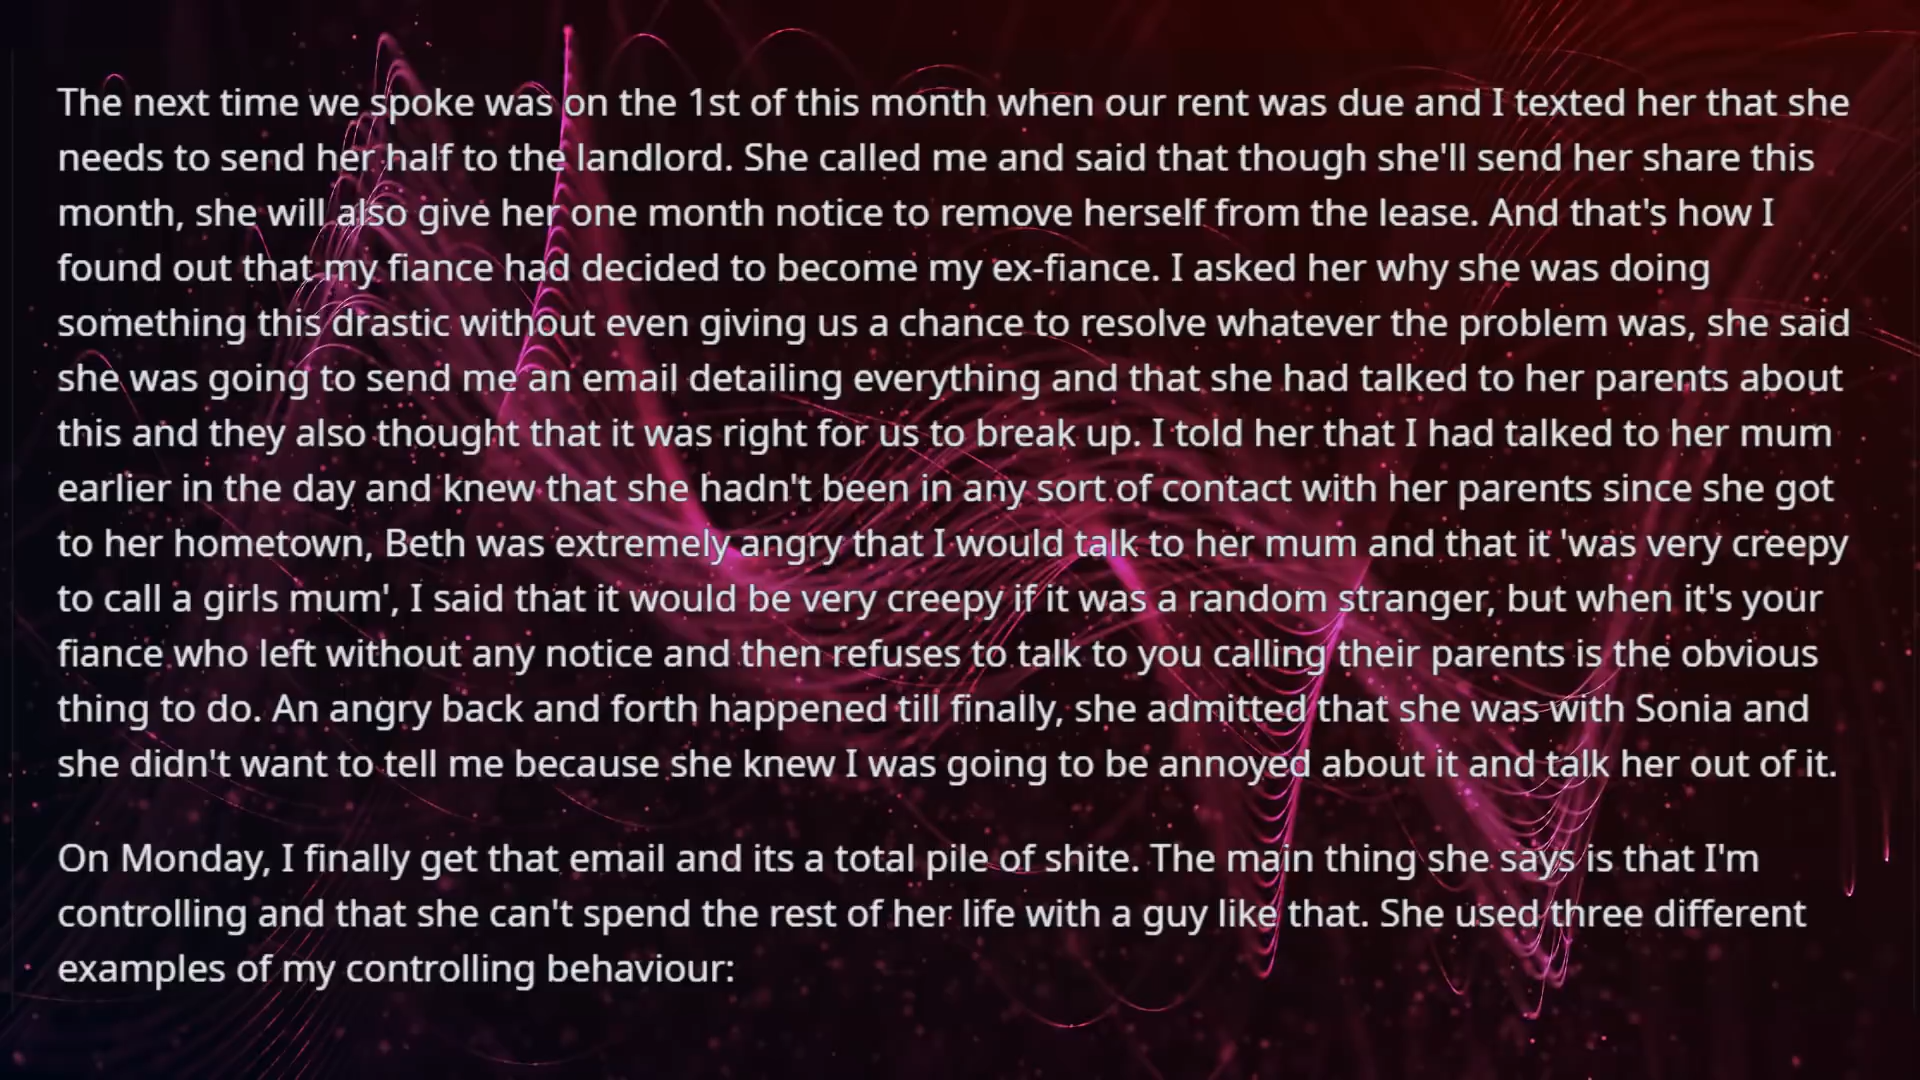 The next time we spoke was on the 1st of this month when our rent was due and I texted her that she
needs to send her half to the landlord. She called me and said that though she'll send her share this
month, she will also give her one month notice to remove herself from the lease. And that's how I
found out that my fiance had decided to become my ex-fiance. I asked her why she was doing
something this drastic without even giving us a chance to resolve whatever the problem was, she said
she was going to send me an email detailing everything and that she had talked to her parents about
this and they also thought that it was right for us to break up. I told her that I had talked to her mum
earlier in the day and knew that she hadn't been in any sort of contact with her parents since she got
to her hometown, Beth was extremely angry that I would talk to her mum and that it 'was very creepy
to call a girls mum', I said that it would be very creepy if it was a random stranger, but when it's your
fiance who left without any notice and then refuses to talk to you calling their parents is the obvious
thing to do. An angry back and forth happened till finally, she admitted that she was with Sonia and
she didn't want to tell me because she knew I was going to be annoyed about it and talk her out of it.
On Monday, I finally get that email and its a total pile of shite. The main thing she says is that I'm
controlling and that she can't spend the rest of her life with a guy like that. She used three different
examples of my controlling behaviour: